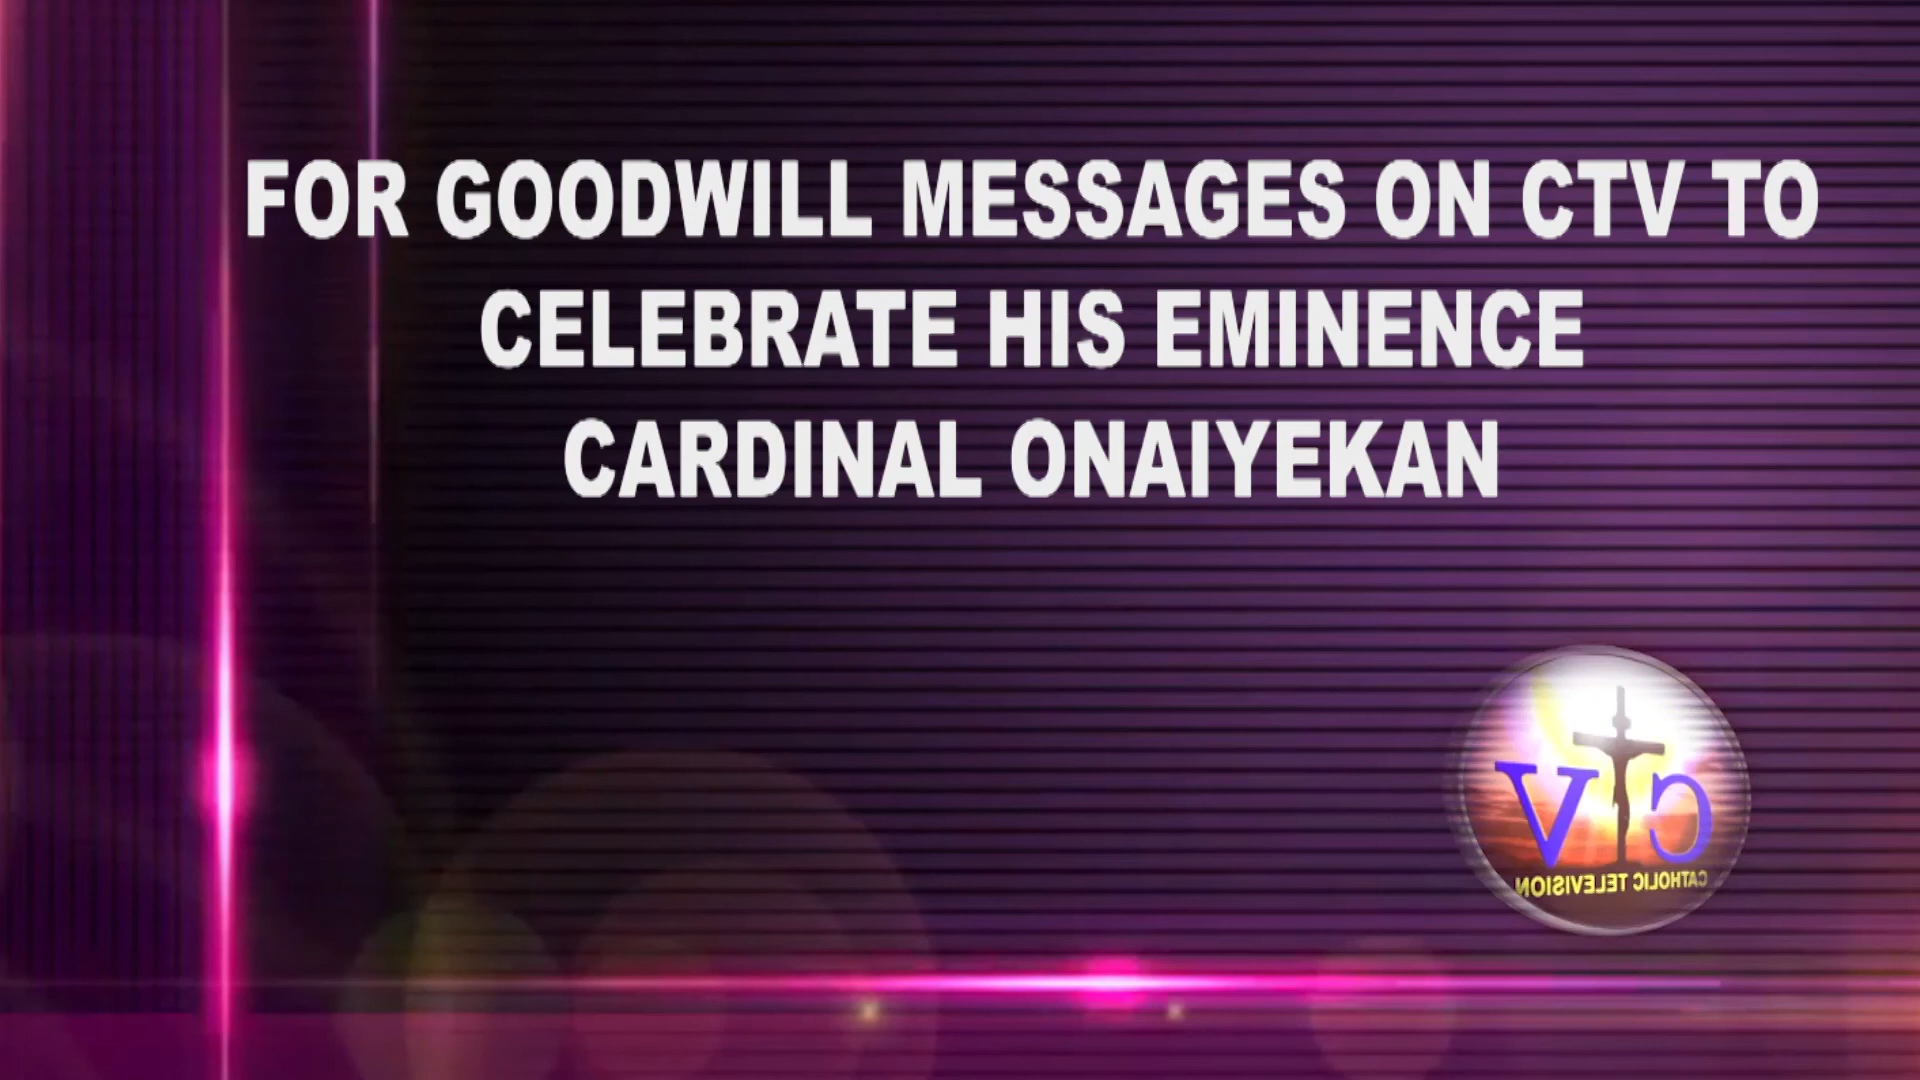 FOR GOODWILL MESSAGES ON CTV TO
CELEBRATE HIS EMINENCE
CARDINAL ONAIYEKAN
CTV
CATHOLIC TELEVISION